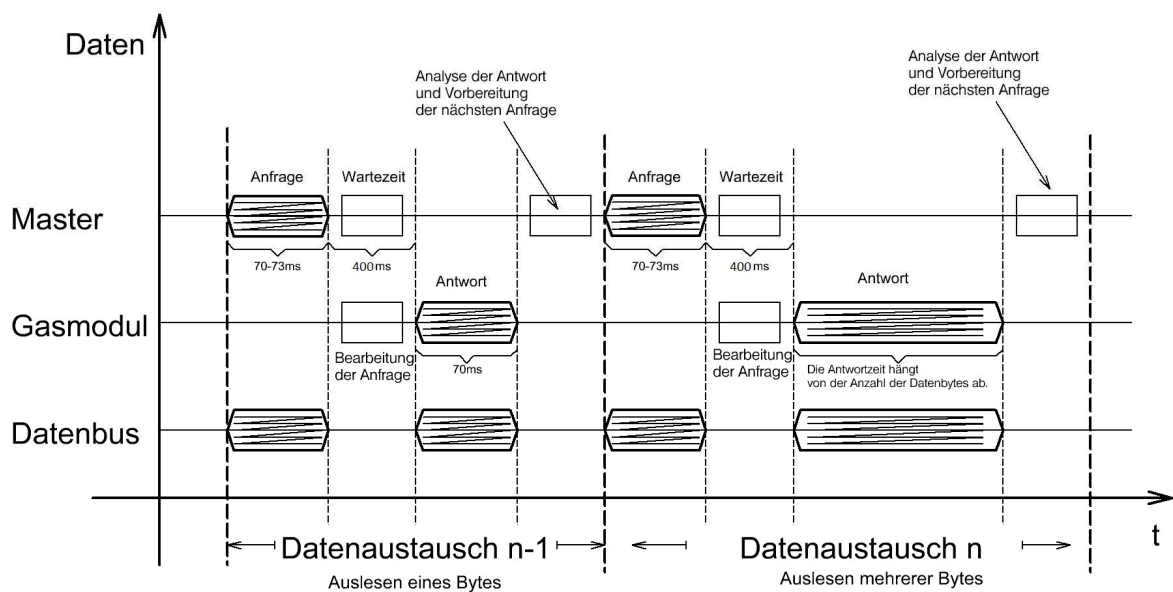 Daten
Analyse der Antwort
und Vorbereitung
der nächsten Anfrage
Analyse der Antwort
und Vorbereitung
der nächsten Anfrage
Anfrage
Wartezeit
Anfrage
Wartezeit
Master
70-73ms
400ms
70-73ms
400ms
Antwort
Antwort
Gasmodul
Bearbeitung
der Anfrage
70ms
Bearbeitung
der Anfrage
Die Antwortzeit hängt
von der Anzahl der Datenbytes ab.
Datenbus
t
Datenaustausch n-1
Datenaustausch n
Auslesen eines Bytes
Auslesen mehrerer Bytes